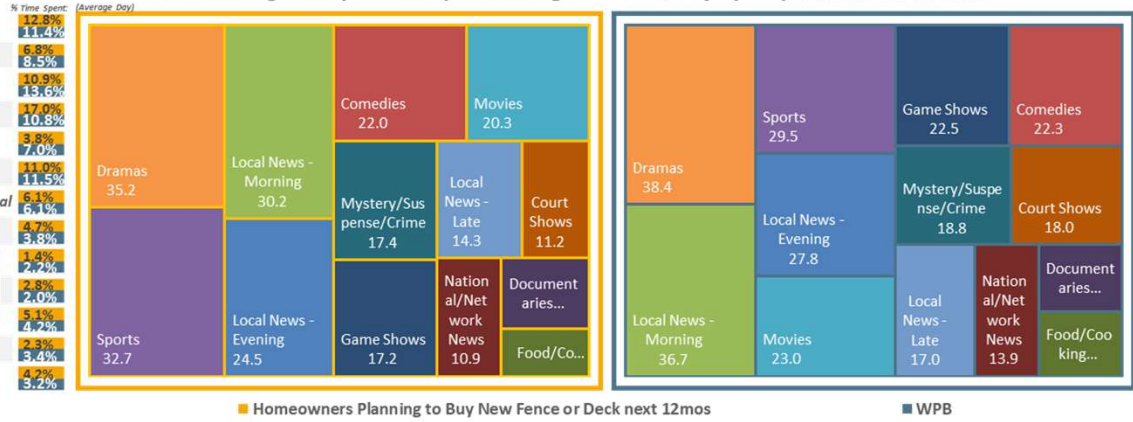 % Time Spent: (Average Day)
12.8%
11.4%
6.8%
8.5%
10.9%
13.6%
17.0%
10.8%
3.8%
7.0%
11.0%
11.5%
al
6.1%
6.1%
4.7%
3.8%
1.4%
2.2%
2.8%
2.0%
5.1%
4.2%
2.3%
3.4%
4.2%
3.2%
Dramas
35.2
Sports
32.7
Local News -
Morning
30.2
Local News -
Evening
24.5
Comedies
22.0
Movies
20.3
Mystery/Sus
pense/Crime
17.4
Local
News -
Late
14.3
Court
Shows
11.2
Game Shows
17.2
Nation
al/Net
work
News
10.9
Document
aries...
Food/Co...
Dramas
38.4
Local News -
Morning
36.7
Sports
29.5
Local News -
Evening
27.8
Movies
23.0
Game Shows
22.5
Comedies
22.3
Mystery/Suspe
nse/Crime
18.8
Court Shows
18.0
Local
News -
Late
17.0
National
al/Net
work
News
13.9
Document
aries...
Food/Coo
king...
Homeowners Planning to Buy New Fence or Deck next 12mos
WPB